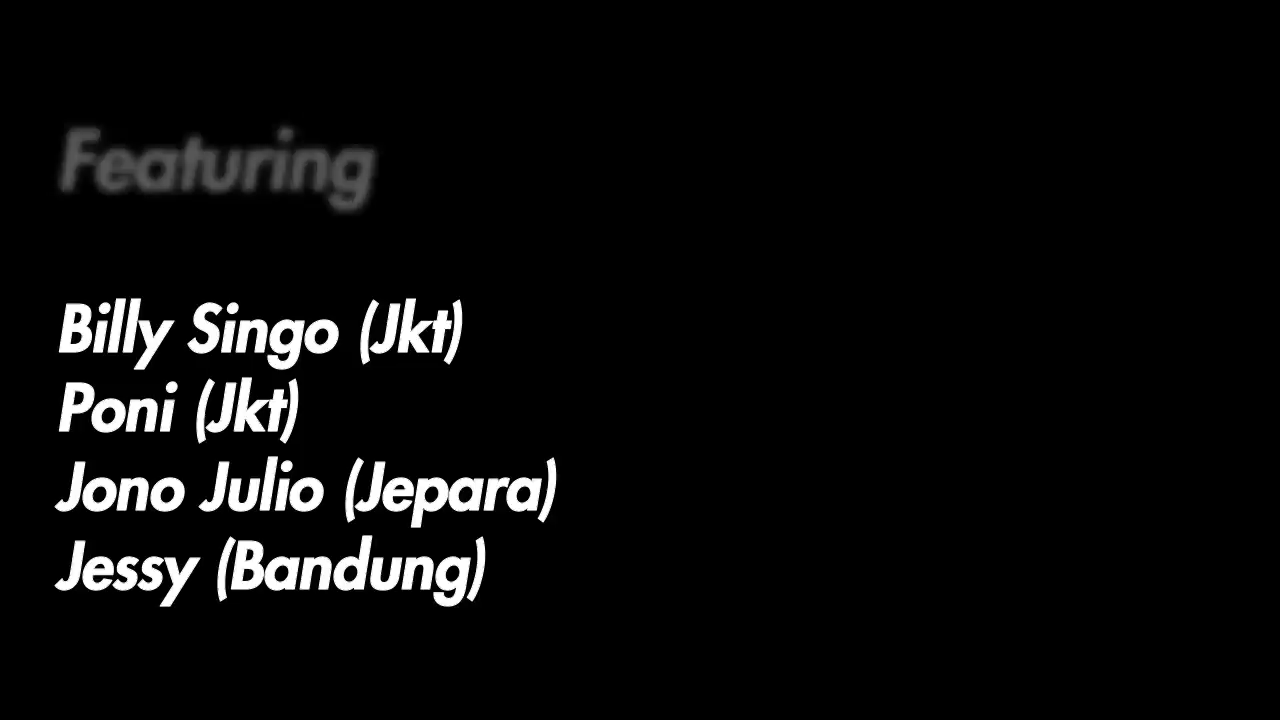 Featuring
Billy Singo (Jkt)
Poni (Jkt)
Jono Julio (Jepara)
Jessy (Bandung)